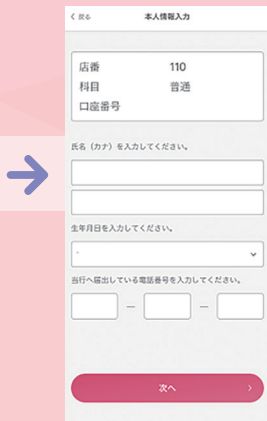 く 戻る 本人情報入力
店番 110
科目 普通
口座番号
氏名（カナ）を入力してください。
生年月日を入力してください。
当行へ届出している電話番号を入力してください。
— —
次へ >